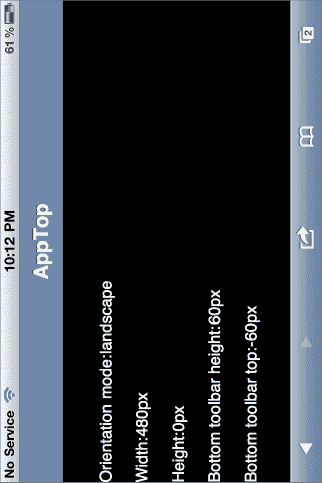 No Service 10:12 PM 61 %
AppTop
Orientation mode:landscape
Width:480px
Height:0px
Bottom toolbar height:60px
Bottom toolbar top:-60px
2